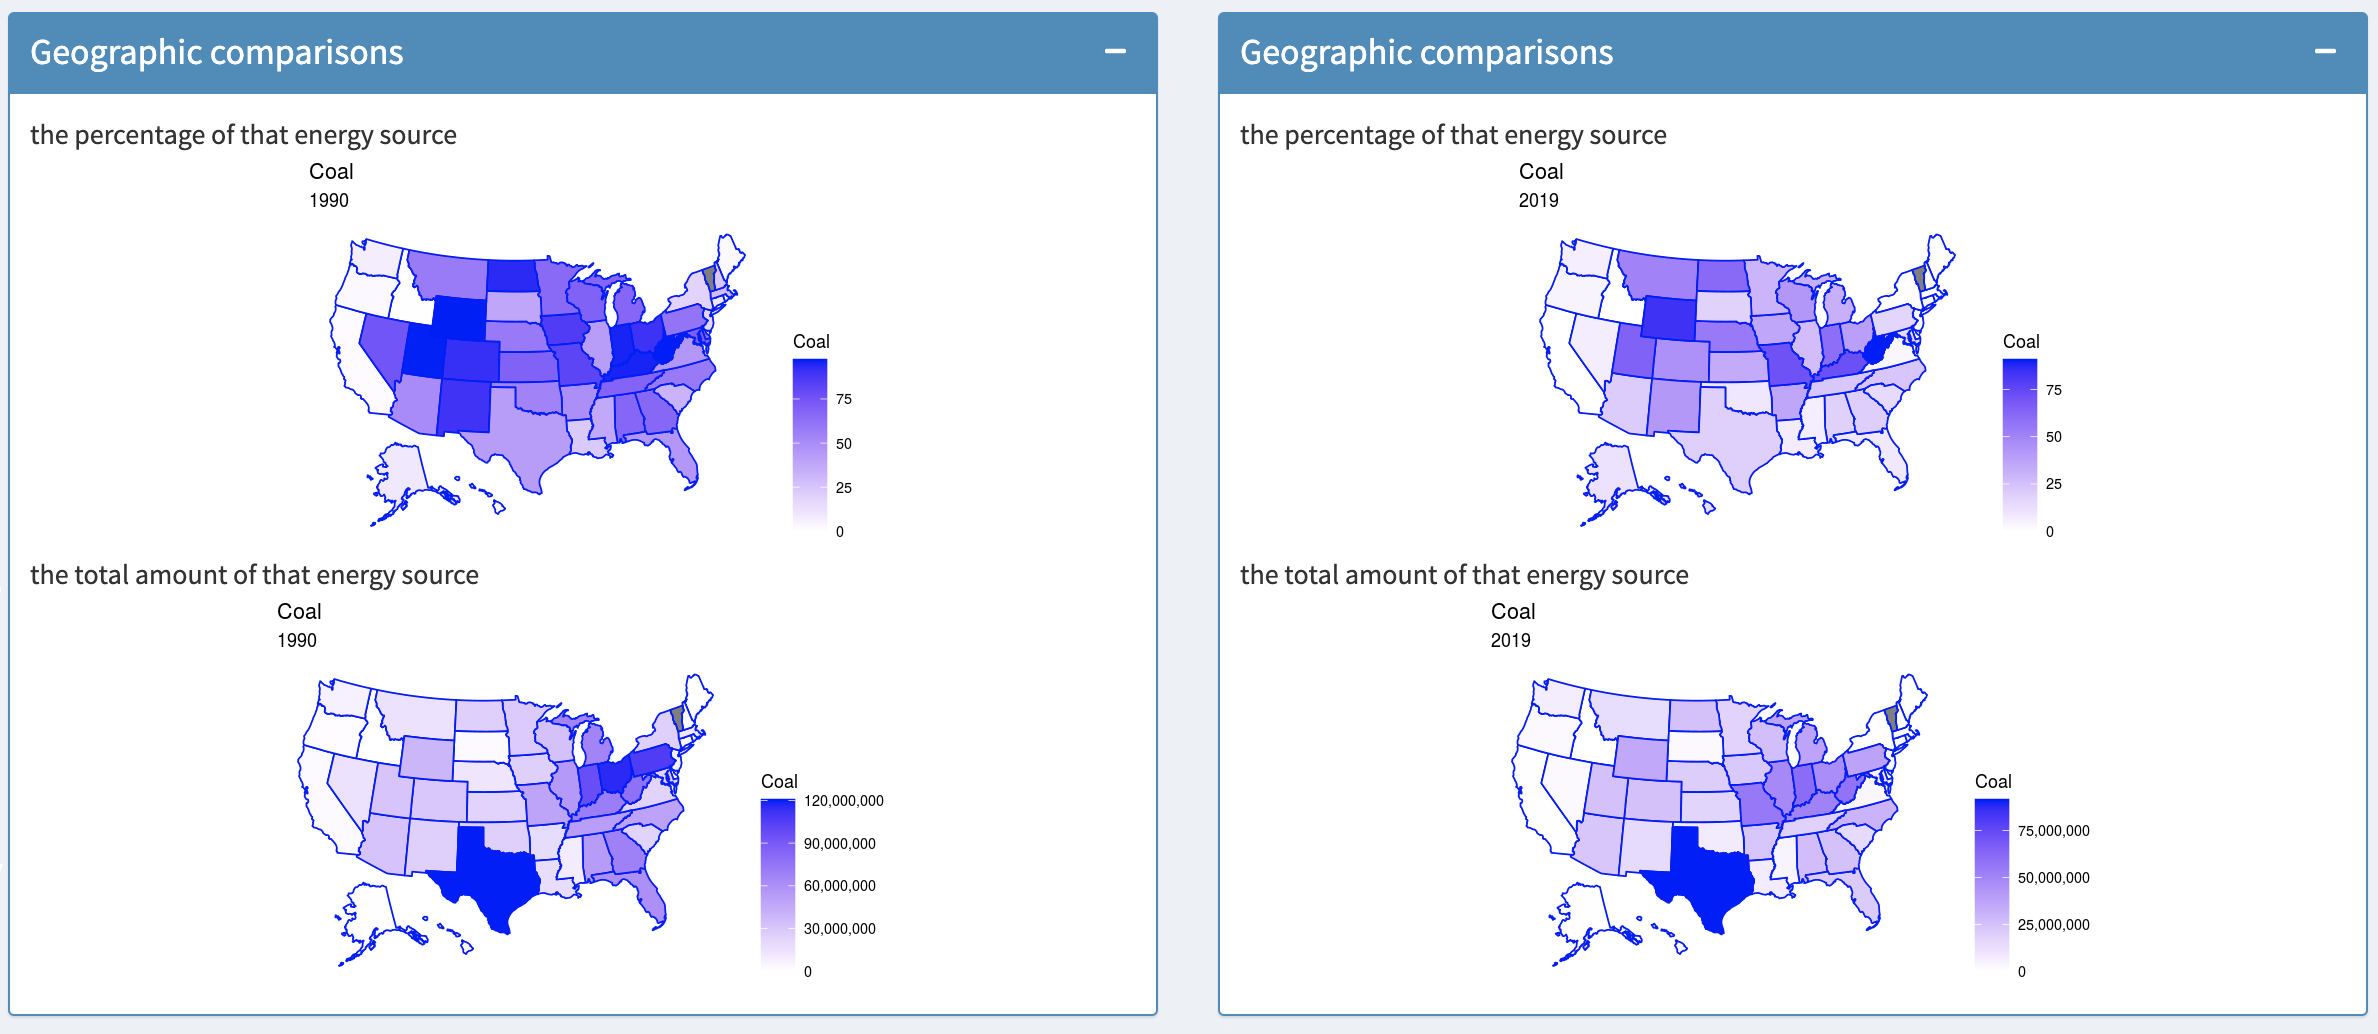 Geographic comparisons
the percentage of that energy source
Coal
1990
Coal
75
50
25
0
the total amount of that energy source
Coal
1990
Coal
120,000,000
90,000,000
60,000,000
30,000,000
0
Geographic comparisons
the percentage of that energy source
Coal
2019
Coal
75
50
25
0
the total amount of that energy source
Coal
2019
Coal
75,000,000
50,000,000
25,000,000
0